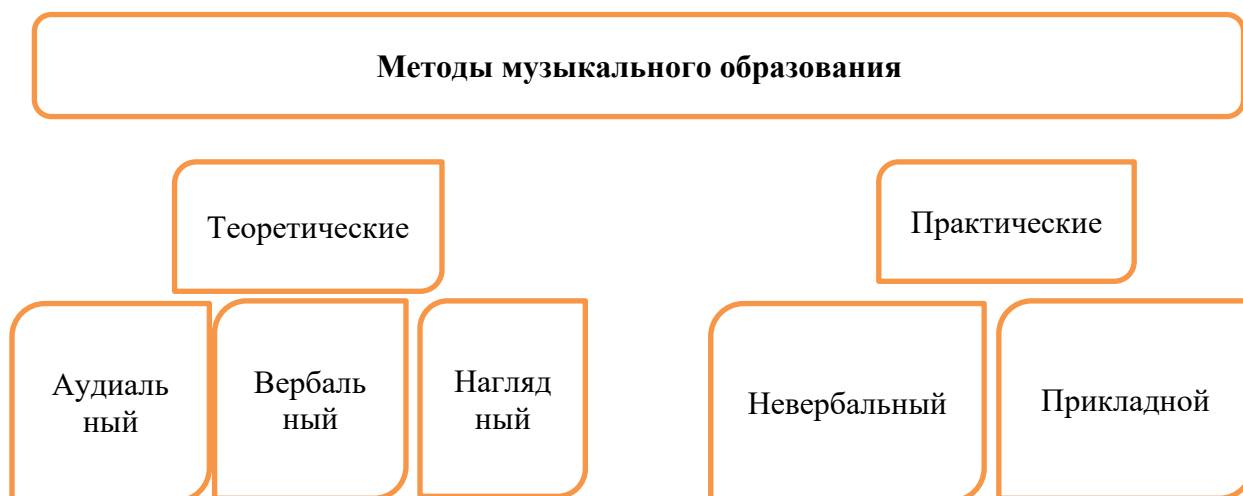 Методы музыкального образования
Теоретические
Практические
Аудиаль
ный
Вербаль
ный
Нагляд
ный
Невербальный
Прикладной